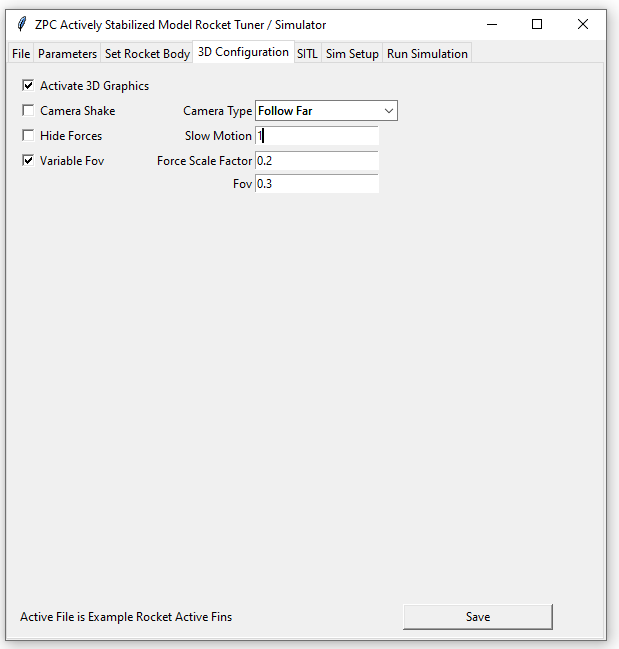 ZPC Actively Stabilized Model Rocket Tuner / Simulator
File Parameters Set Rocket Body 3D Configuration SITL Sim Setup Run Simulation
Activate 3D Graphics
Camera Shake Camera Type Follow Far
Hide Forces Slow Motion 1
Variable Fov Force Scale Factor 0.2
Fov 0.3
Active File is Example Rocket Active Fins Save